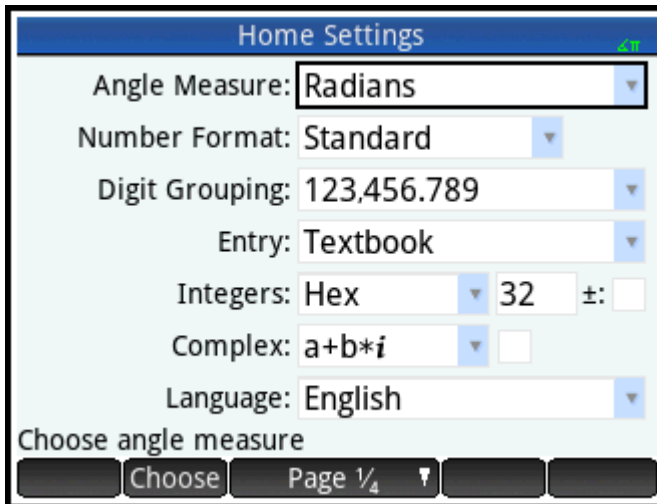 Home Settings
∡π
Angle Measure: Radians
Number Format: Standard
Digit Grouping: 123,456.789
Entry: Textbook
Integers: Hex 32 ±:
Complex: a+b*i
Language: English
Choose angle measure
Choose Page 1/4